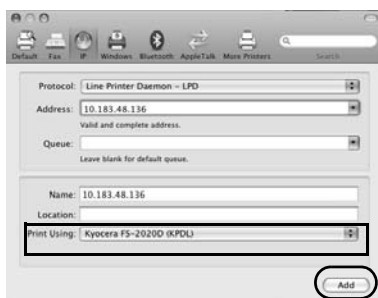 Default Fax IP Windows Bluetooth AppleTalk More Printers Search
Protocol: Line Printer Daemon - LPD
Address: 10.183.48.136
Valid and complete address.
Queue:
Leave blank for default queue.
Name: 10.183.48.136
Location:
Print Using: Kyocera FS-2020D (KPDL)
Add